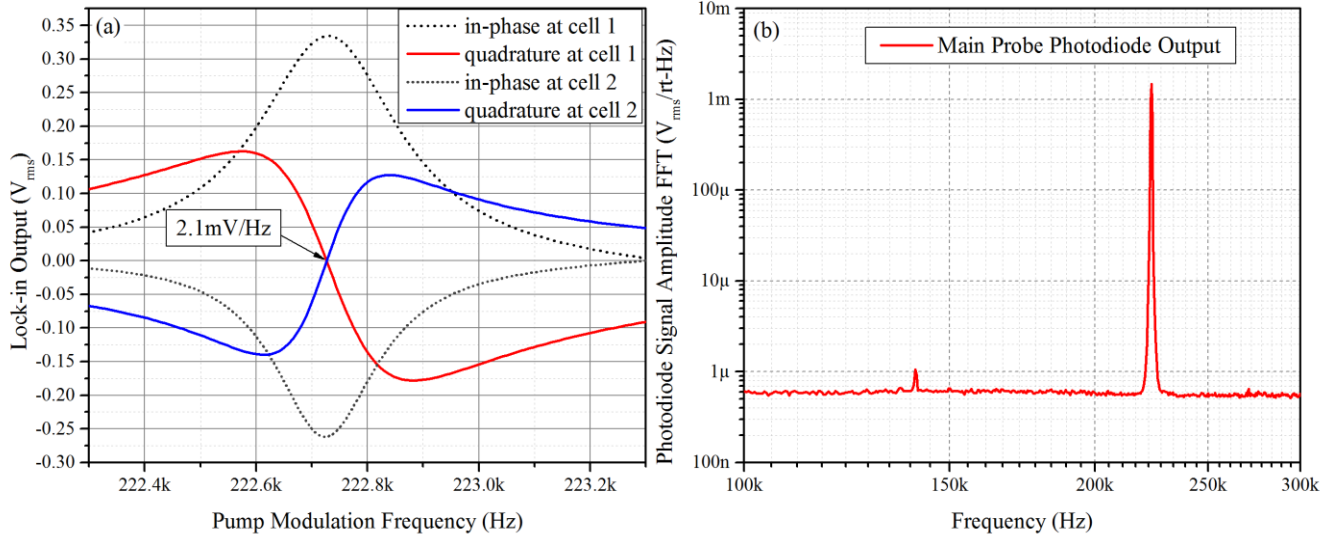 (a)
in-phase at cell 1
quadrature at cell 1
in-phase at cell 2
quadrature at cell 2
2.1mV/Hz
Lock-in Output (Vrms)
0.35
0.30
0.25
0.20
0.15
0.10
0.05
0.00
-0.05
-0.10
-0.15
-0.20
-0.25
-0.30
222.4k 222.6k 222.8k 223.0k 223.2k
Pump Modulation Frequency (Hz)
(b)
Main Probe Photodiode Output
Photodiode Signal Amplitude FFT (Vrms/rt-Hz)
10m
1m
100µ
10µ
1µ
100n
100k 150k 200k 250k 300k
Frequency (Hz)